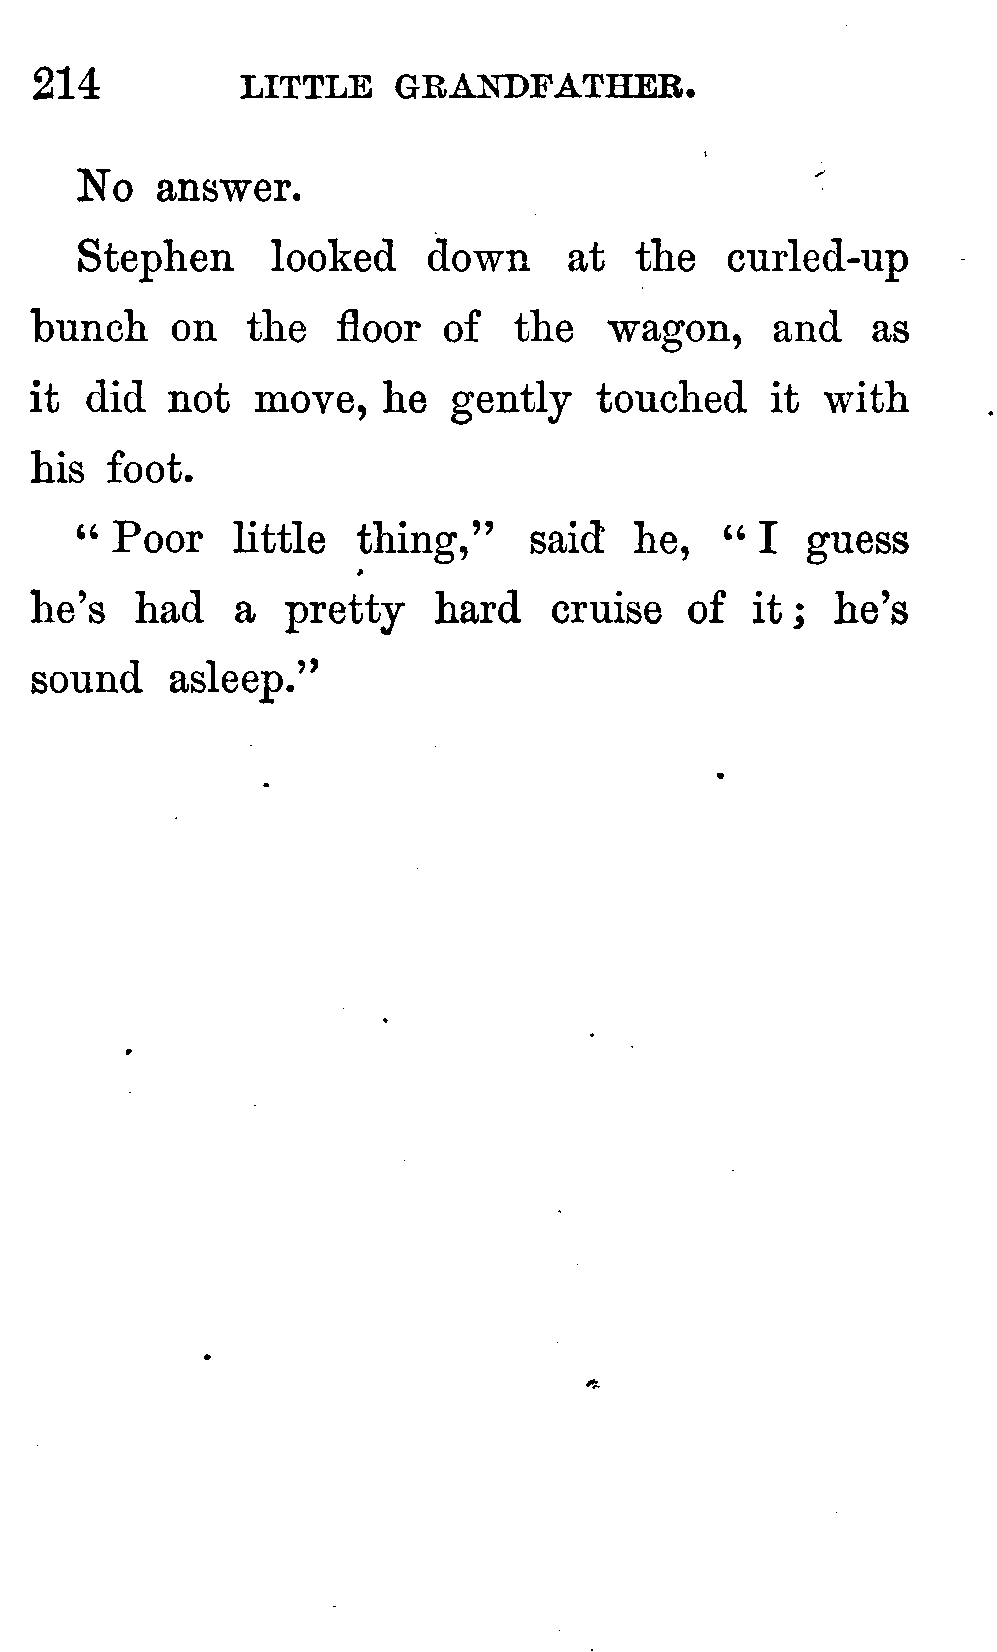 214 LITTLE GRANDFATHER.
No answer.
Stephen looked down at the curled-up
bunch on the floor of the wagon, and as
it did not move, he gently touched it with
his foot.
“Poor little thing,” said he, “I guess
he’s had a pretty hard cruise of it; he’s
sound asleep.”